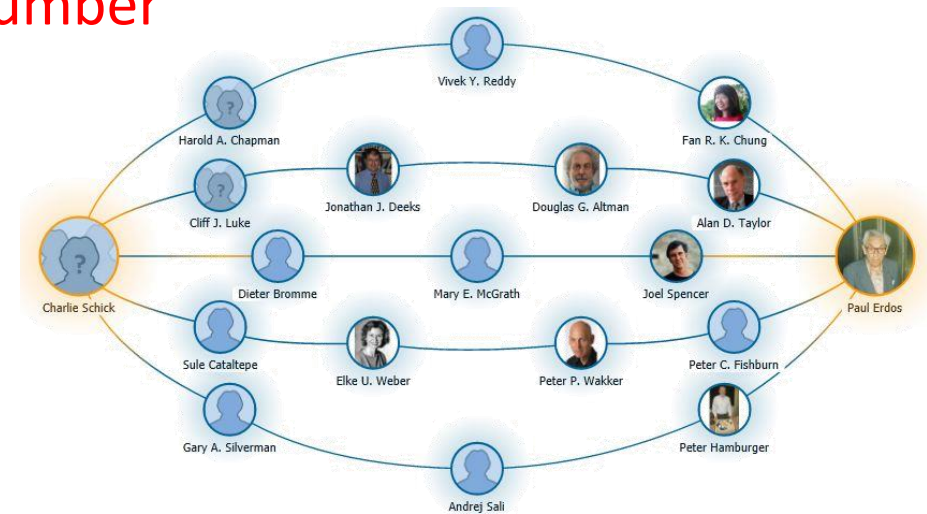 umber
Vivek Y. Reddy
Harold A. Chapman
Fan R. K. Chung
Jonathan J. Deeks
Douglas G. Altman
Cliff J. Luke
Alan D. Taylor
?
Dieter Bromme
Mary E. McGrath
Joel Spencer
Charlie Schick
Paul Erdos
Sule Cataltepe
Peter C. Fishburn
Elke U. Weber
Peter P. Wakker
Gary A. Silverman
Peter Hamburger
Andrej Sali